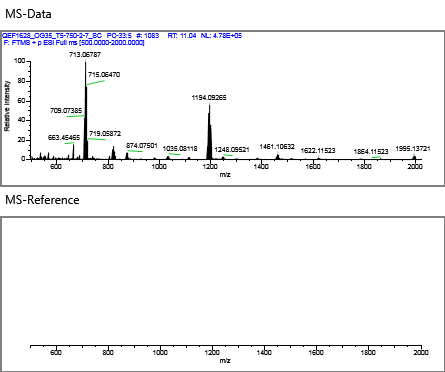 MS-Data
QEF1628_OG35_T5-750-2-7_BC PO-33:5 #: 1083 RT: 11.04 NL: 4.78E+05
F: FTMS + p ESI Full ms [500.0000-2000.0000]
713.06787
100
715.06470
80
1194.09265
60
709.07385
40
719.05872
663.45465
874.07501
1035.08118
1248.09521
1461.10632
1622.11523
1864.11523
1995.13721
20
0
Relative Intensity
600 800 1000 1200 1400 1600 1800 2000
m/z
MS-Reference
600 800 1000 1200 1400 1600 1800 2000
m/z